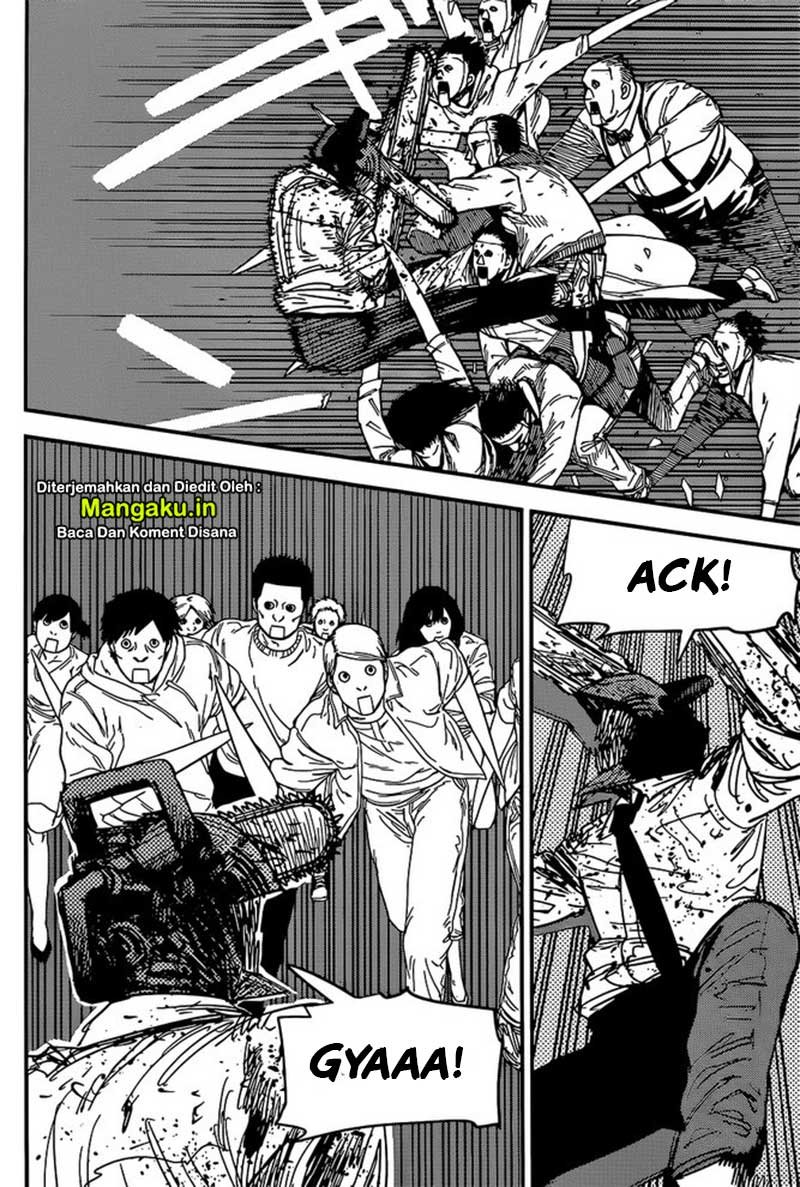 ACK!
Diterjemahkan dan Diedit Oleh :
Mangaku.in
Baca Dan Koment Disana
GYAAA!